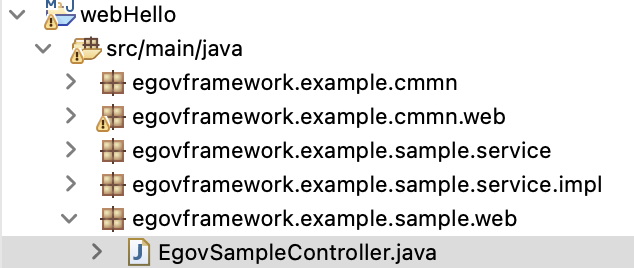 webHello
src/main/java
egovframework.example.cmmn
egovframework.example.cmmn.web
egovframework.example.sample.service
egovframework.example.sample.service.impl
egovframework.example.sample.web
EgovSampleController.java